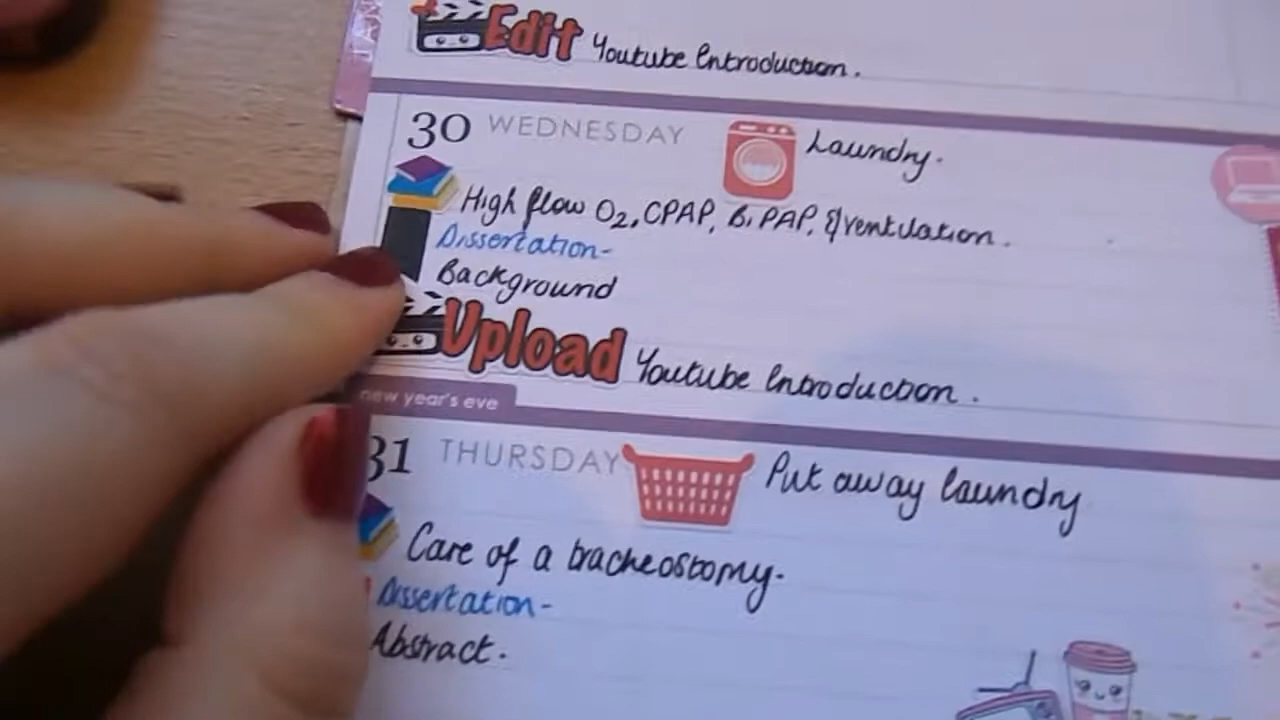 Edit Youtube Introduction.
30 WEDNESDAY Laundry.
High flow O2, CPAP, BiPAP, & ventilation.
Dissertation-
Background
Upload Youtube Introduction.
new year's eve
31 THURSDAY Put away laundry
Care of a tracheostomy.
Dissertation-
Abstract.